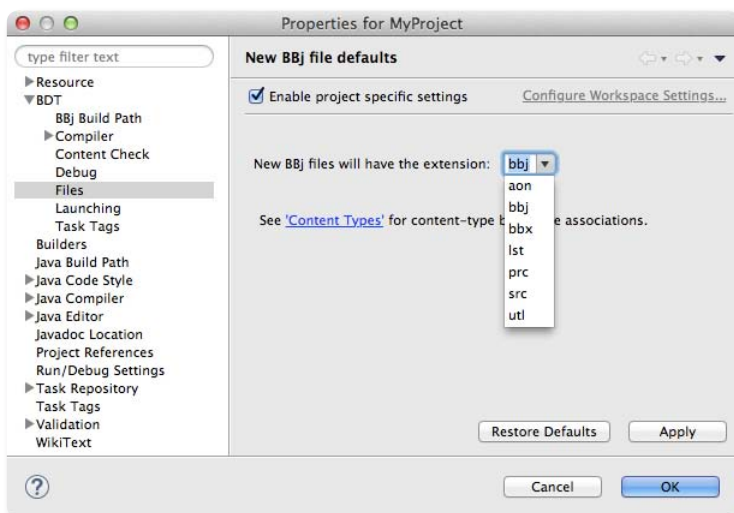 Properties for MyProject
type filter text
Resource
BDT
BBj Build Path
Compiler
Content Check
Debug
Files
Launching
Task Tags
Builders
Java Build Path
Java Code Style
Java Compiler
Java Editor
Javadoc Location
Project References
Run/Debug Settings
Task Repository
Task Tags
Validation
WikiText
New BBj file defaults
Enable project specific settings
Configure Workspace Settings...
New BBj files will have the extension: bbj
aon
bbj
bbx
lst
prc
src
utl
See 'Content Types' for content-type associations.
Restore Defaults
Apply
?
Cancel
OK